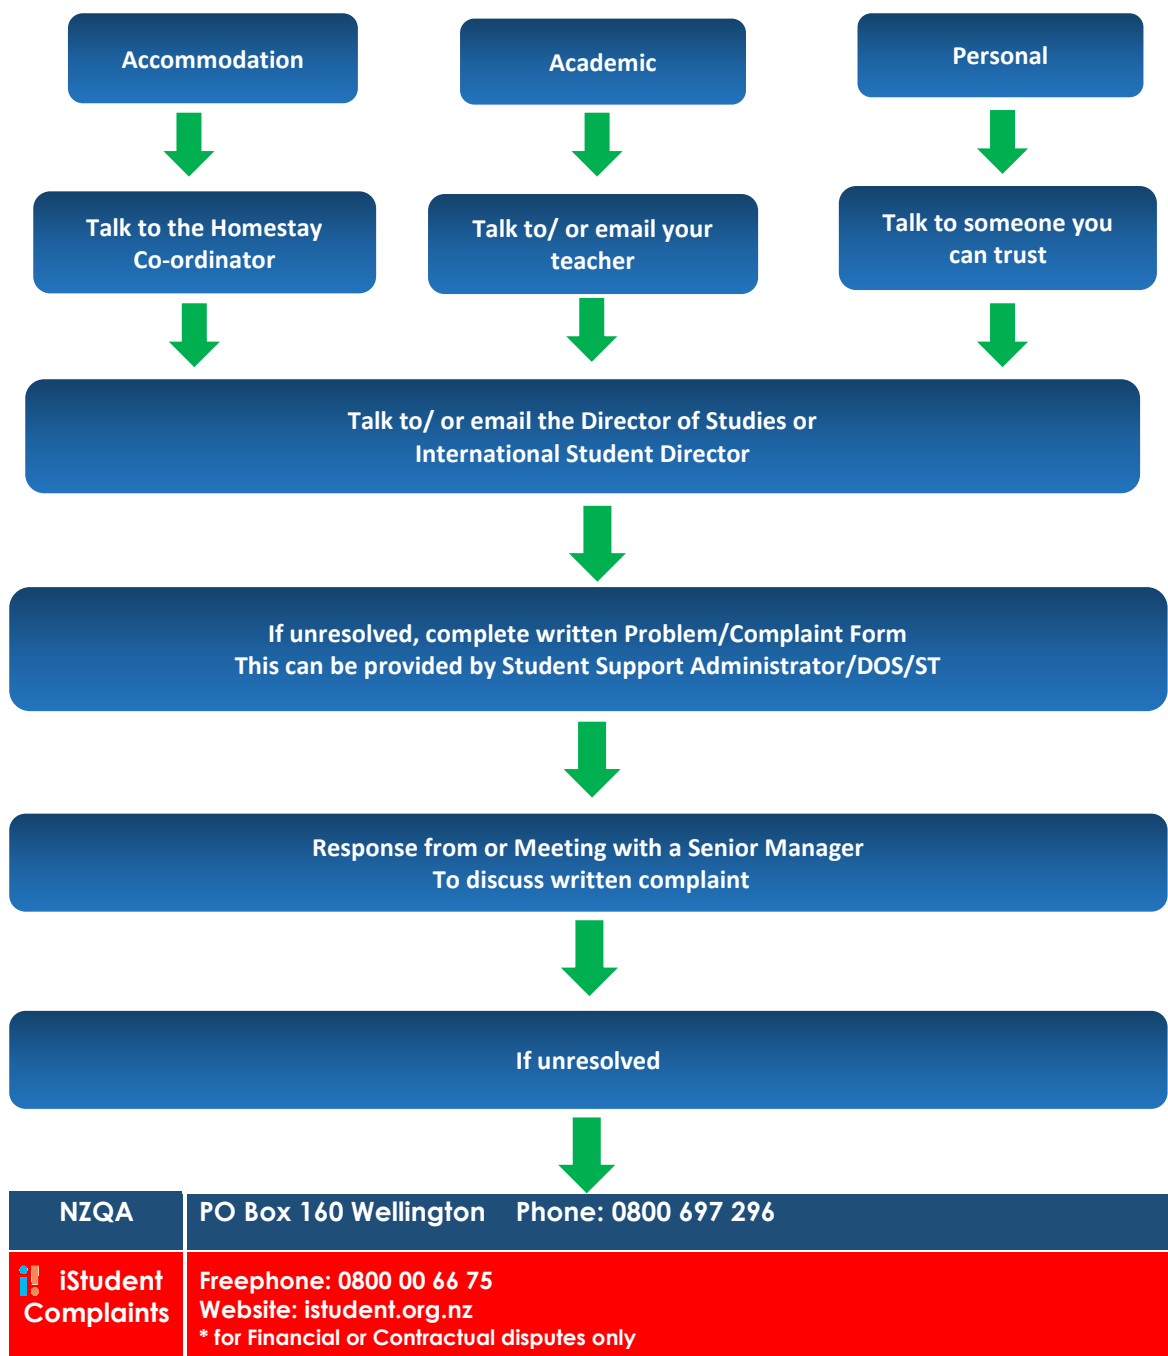 Accommodation
Academic
Personal
Talk to the Homestay
Co-ordinator
Talk to/ or email your
teacher
Talk to someone you
can trust
Talk to/ or email the Director of Studies or
International Student Director
If unresolved, complete written Problem/Complaint Form
This can be provided by Student Support Administrator/DOS/ST
Response from or Meeting with a Senior Manager
To discuss written complaint
If unresolved
NZQA
PO Box 160 Wellington Phone: 0800 697 296
iStudent
Complaints
Freephone: 0800 00 66 75
Website: istudent.org.nz
* for Financial or Contractual disputes only